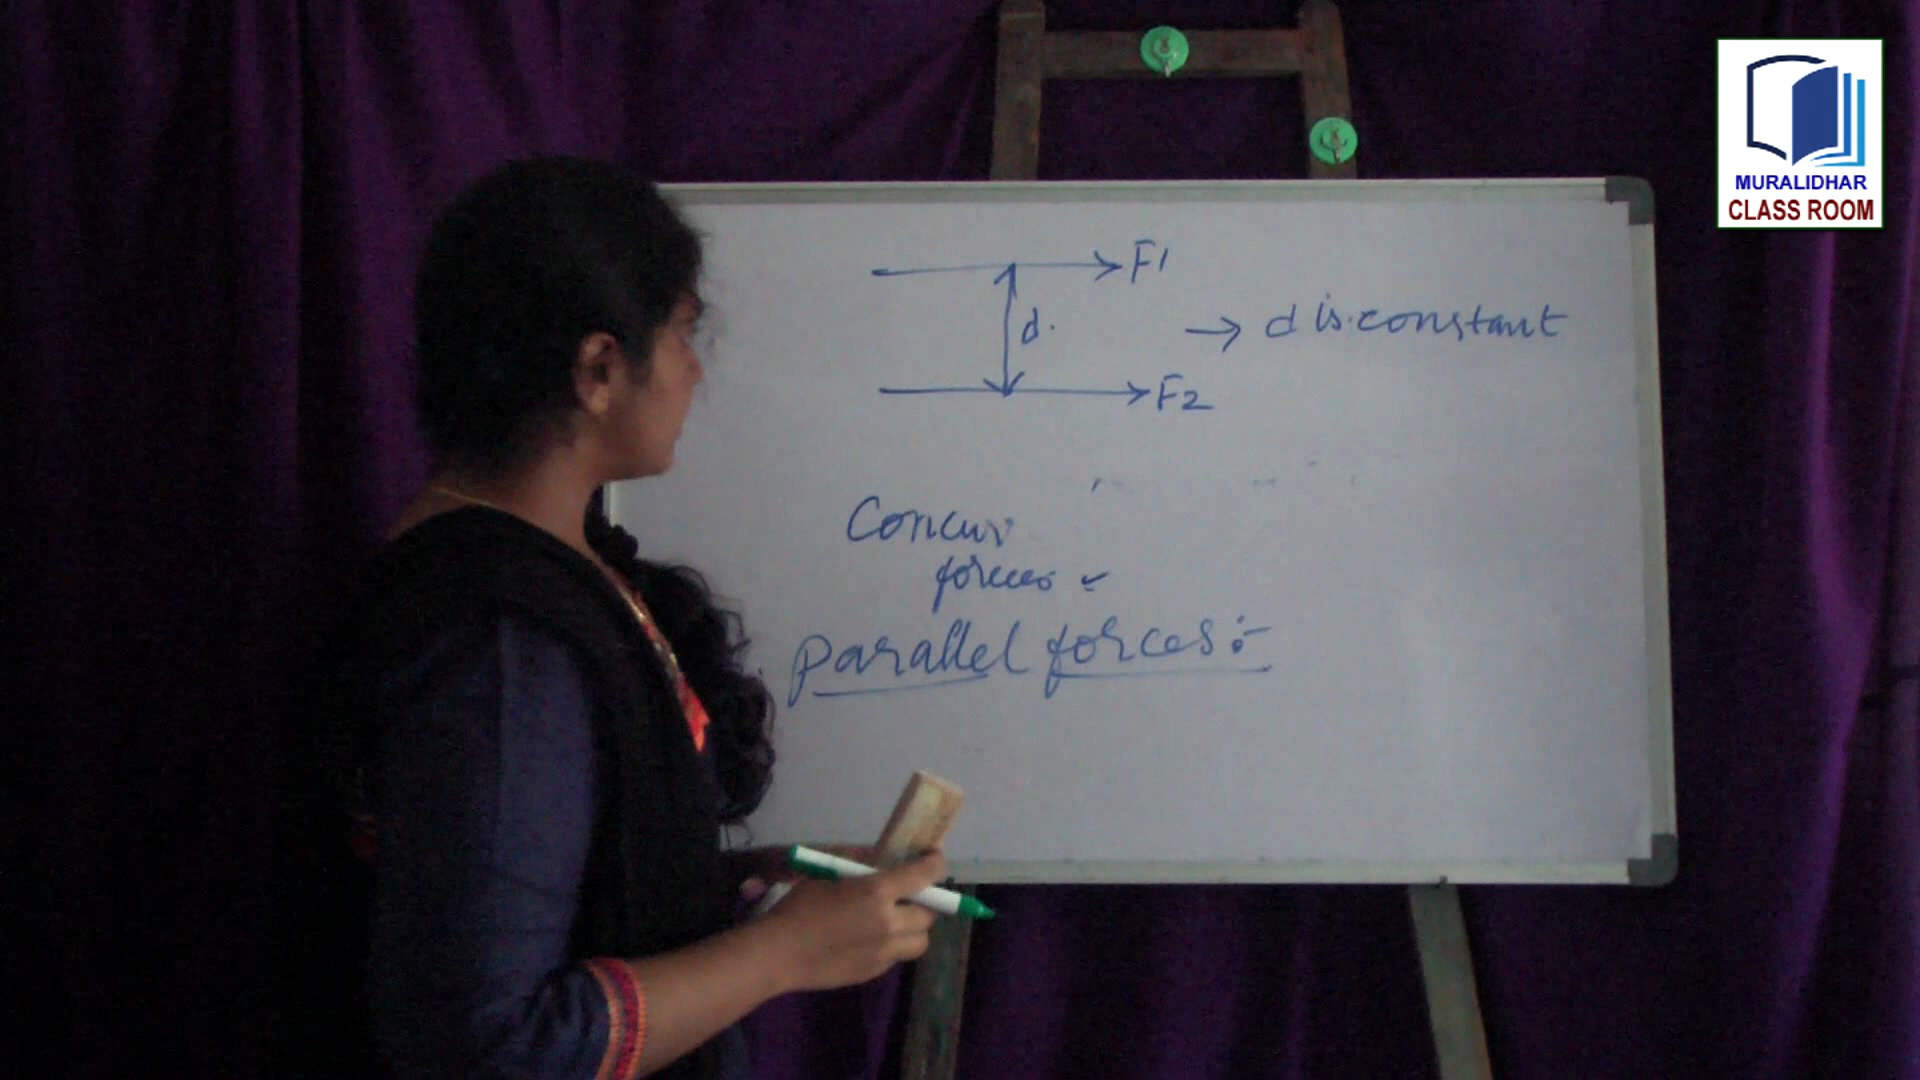 MURALIDHAR
CLASS ROOM
F1
d.
→ d is constant
F2
Concur
forces
parallel forces:-